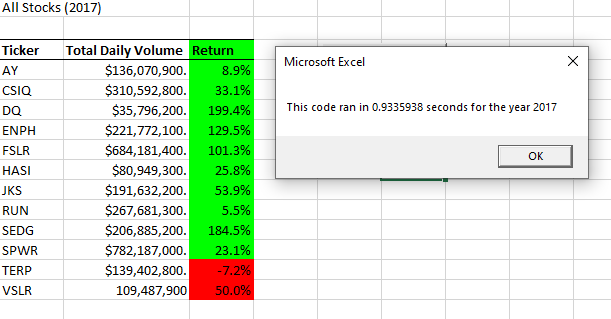 All Stocks (2017)
Ticker Total Daily Volume Return
AY $136,070,900. 8.9%
CSIQ $310,592,800. 33.1%
DQ $35,796,200. 199.4%
ENPH $221,772,100. 129.5%
FSLR $684,181,400. 101.3%
HASI $80,949,300. 25.8%
JKS $191,632,200. 53.9%
RUN $267,681,300. 5.5%
SEDG $206,885,200. 184.5%
SPWR $782,187,000. 23.1%
TERP $139,402,800. -7.2%
VSLR 109,487,900 50.0%
Microsoft Excel
This code ran in 0.9335938 seconds for the year 2017
OK